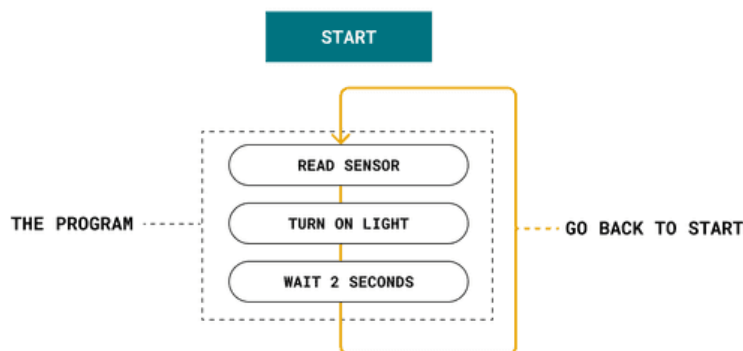 START
READ SENSOR
THE PROGRAM
TURN ON LIGHT
GO BACK TO START
WAIT 2 SECONDS